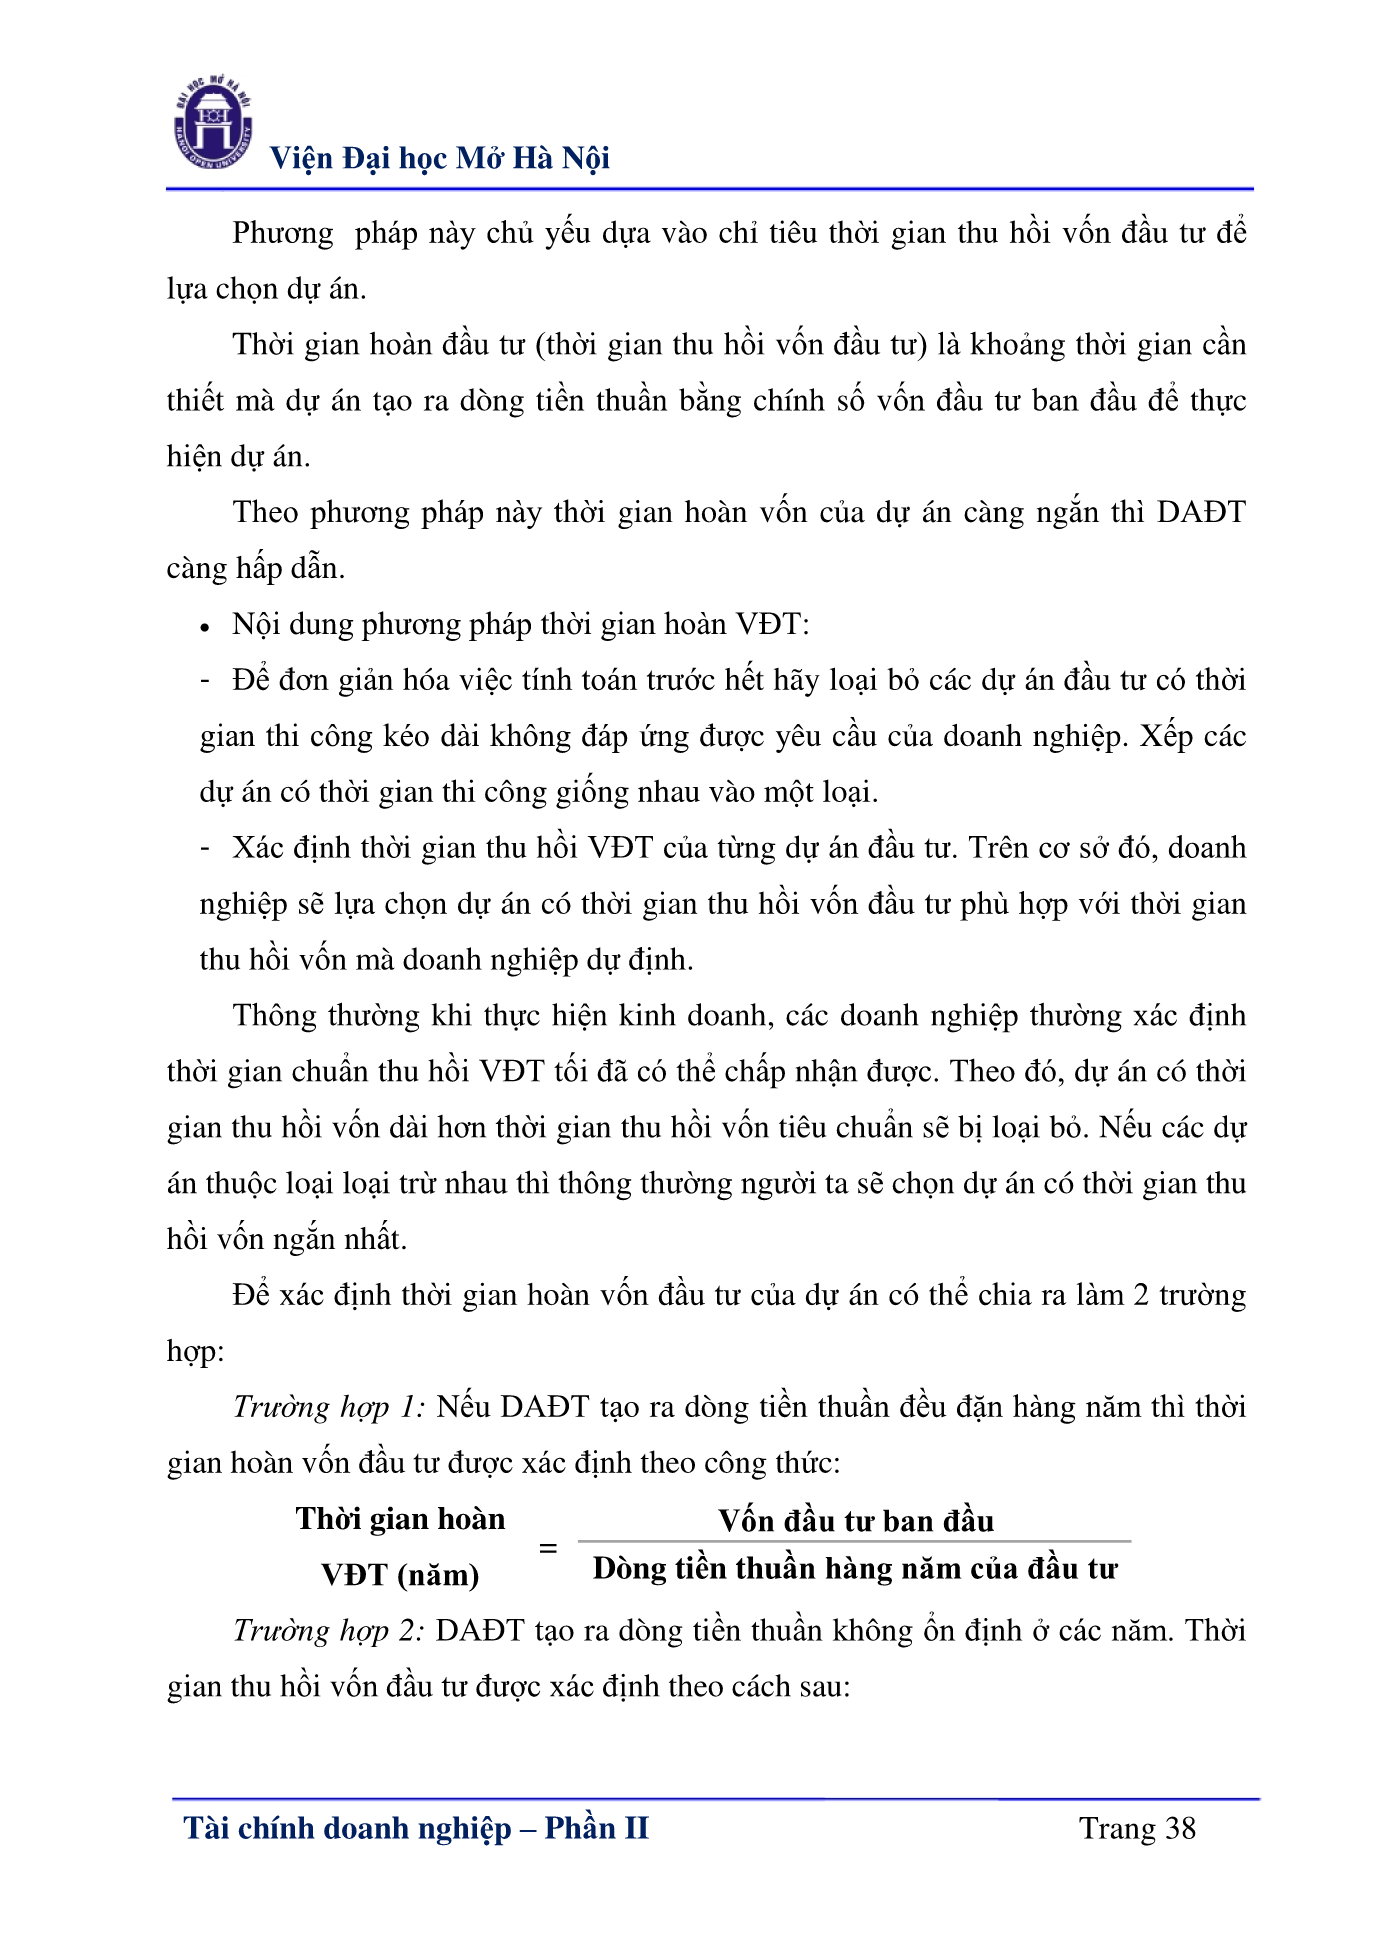 ĐẠI HỌC MỞ HÀ NỘI
HANOI OPEN UNIVERSITY
Viện Đại học Mở Hà Nội
Phương pháp này chủ yếu dựa vào chỉ tiêu thời gian thu hồi vốn đầu tư để
lựa chọn dự án.
Thời gian hoàn đầu tư (thời gian thu hồi vốn đầu tư) là khoảng thời gian cần
thiết mà dự án tạo ra dòng tiền thuần bằng chính số vốn đầu tư ban đầu để thực
hiện dự án.
Theo phương pháp này thời gian hoàn vốn của dự án càng ngắn thì DAĐT
càng hấp dẫn.
• Nội dung phương pháp thời gian hoàn VĐT:
- Để đơn giản hóa việc tính toán trước hết hãy loại bỏ các dự án đầu tư có thời
gian thi công kéo dài không đáp ứng được yêu cầu của doanh nghiệp. Xếp các
dự án có thời gian thi công giống nhau vào một loại.
- Xác định thời gian thu hồi VĐT của từng dự án đầu tư. Trên cơ sở đó, doanh
nghiệp sẽ lựa chọn dự án có thời gian thu hồi vốn đầu tư phù hợp với thời gian
thu hồi vốn mà doanh nghiệp dự định.
Thông thường khi thực hiện kinh doanh, các doanh nghiệp thường xác định
thời gian chuẩn thu hồi VĐT tối đã có thể chấp nhận được. Theo đó, dự án có thời
gian thu hồi vốn dài hơn thời gian thu hồi vốn tiêu chuẩn sẽ bị loại bỏ. Nếu các dự
án thuộc loại loại trừ nhau thì thông thường người ta sẽ chọn dự án có thời gian thu
hồi vốn ngắn nhất.
Để xác định thời gian hoàn vốn đầu tư của dự án có thể chia ra làm 2 trường
hợp:
Trường hợp 1: Nếu DAĐT tạo ra dòng tiền thuần đều đặn hàng năm thì thời
gian hoàn vốn đầu tư được xác định theo công thức:
Thời gian hoàn
VĐT (năm)
=
Vốn đầu tư ban đầu
Dòng tiền thuần hàng năm của đầu tư
Trường hợp 2: DAĐT tạo ra dòng tiền thuần không ổn định ở các năm. Thời
gian thu hồi vốn đầu tư được xác định theo cách sau:
Tài chính doanh nghiệp – Phần II
Trang 38